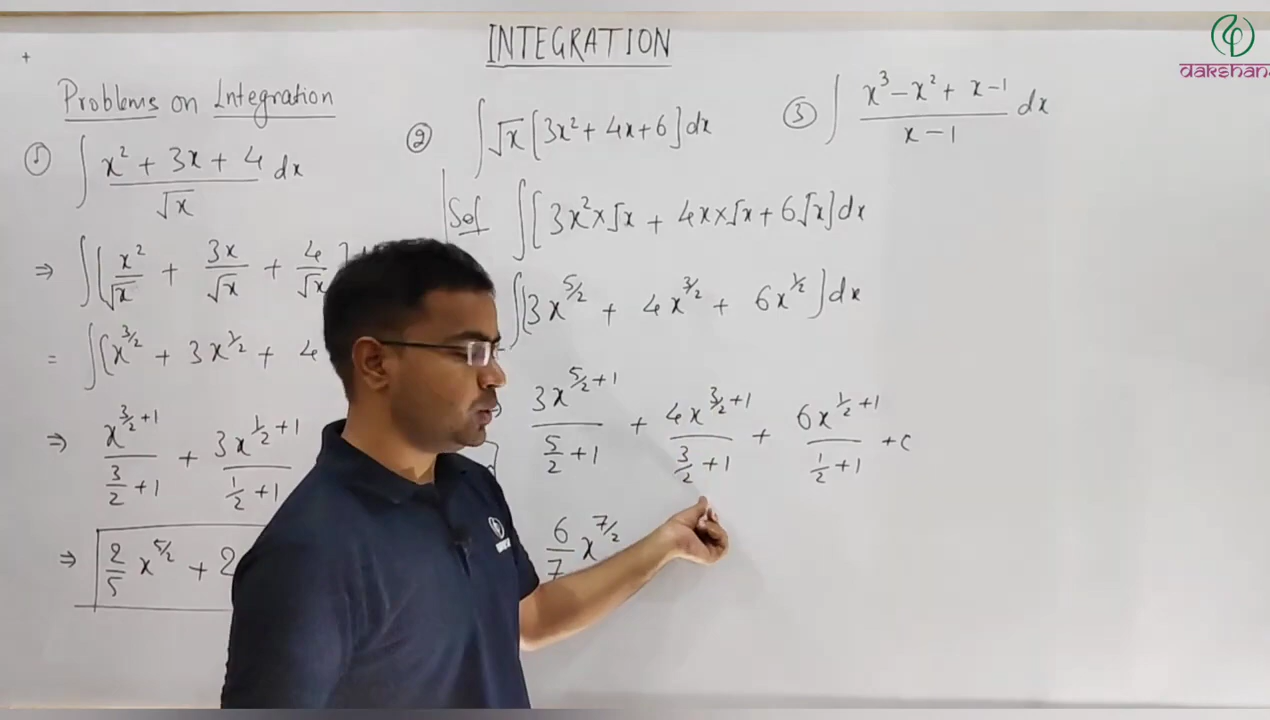 INTEGRATION
dakshana
Problems on Integration
① ∫ (x² + 3x + 4)/√x dx
⇒ ∫[x²/√x + 3x/√x + 4/√x]
= ∫(x^3/2 + 3x^1/2 + 4
⇒ x^(3/2+1)/(3/2+1) + 3x^(1/2+1)/(1/2+1)
⇒ 2/5 x^5/2 + 2
② ∫√x[3x² + 4x + 6]dx
Sol ∫[3x²×√x + 4x×√x + 6√x]dx
∫[3x^5/2 + 4x^3/2 + 6x^1/2]dx
3x^(5/2+1)/(5/2+1) + 4x^(3/2+1)/(3/2+1) + 6x^(1/2+1)/(1/2+1) + c
6/7 x^7/2
③ ∫ (x³ - x² + x - 1)/(x - 1) dx